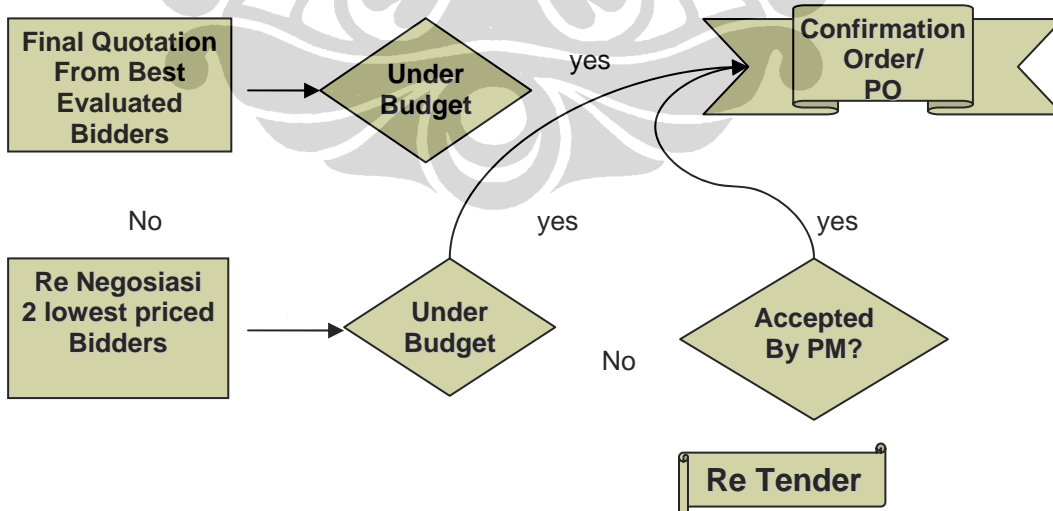 Final Quotation
From Best
Evaluated
Bidders
Under
Budget
yes
Confirmation
Order/
PO
No
yes
yes
Re Negosiasi
2 lowest priced
Bidders
Under
Budget
No
Accepted
By PM?
Re Tender